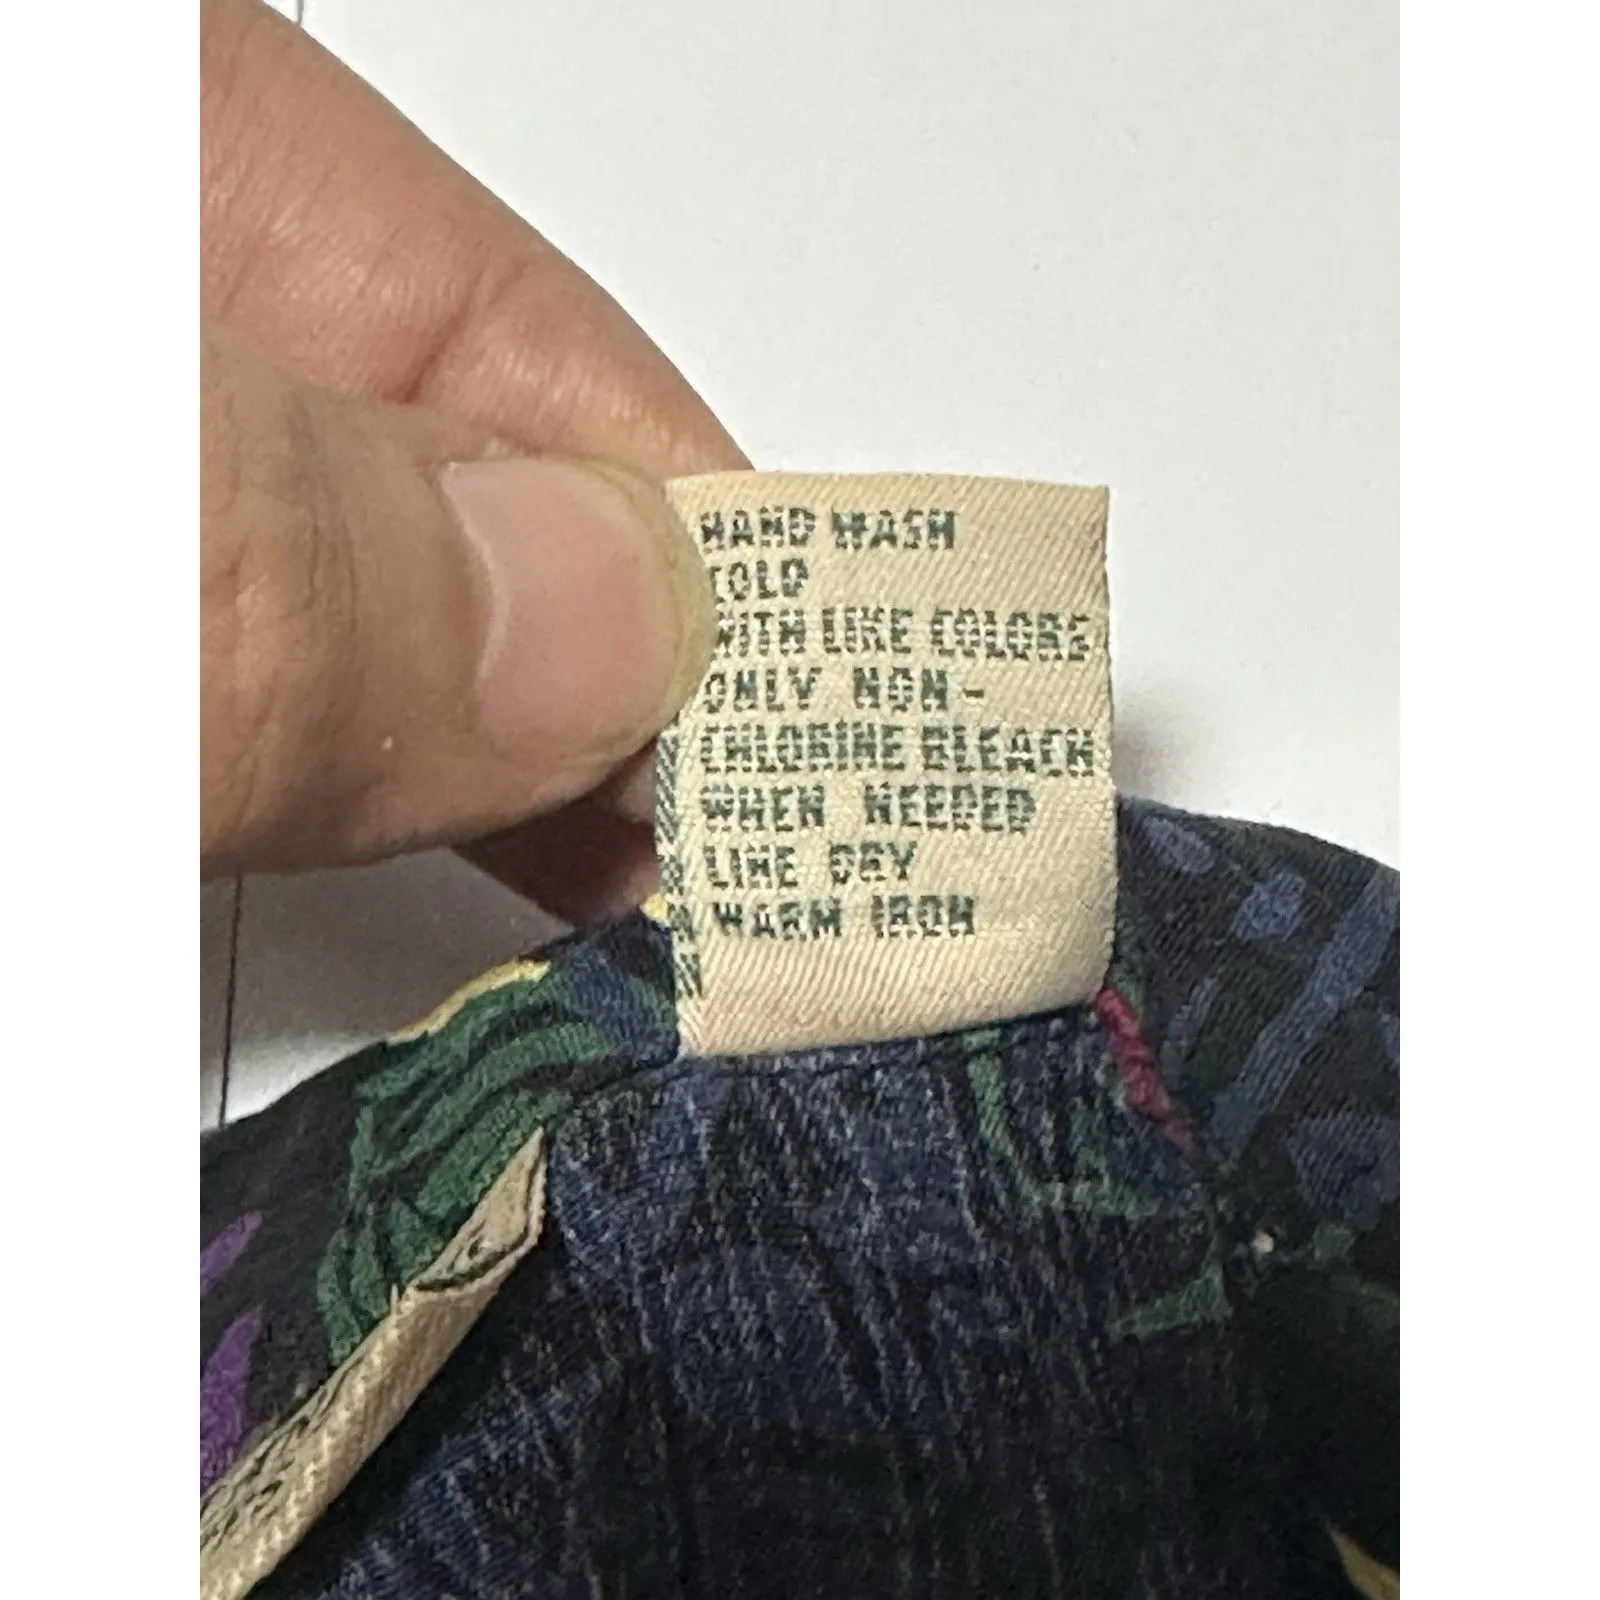 HAND WASH
COLD
WITH LIKE COLORS
ONLY NON-
CHLORINE BLEACH
WHEN NEEDED
LINE DRY
WARM IRON